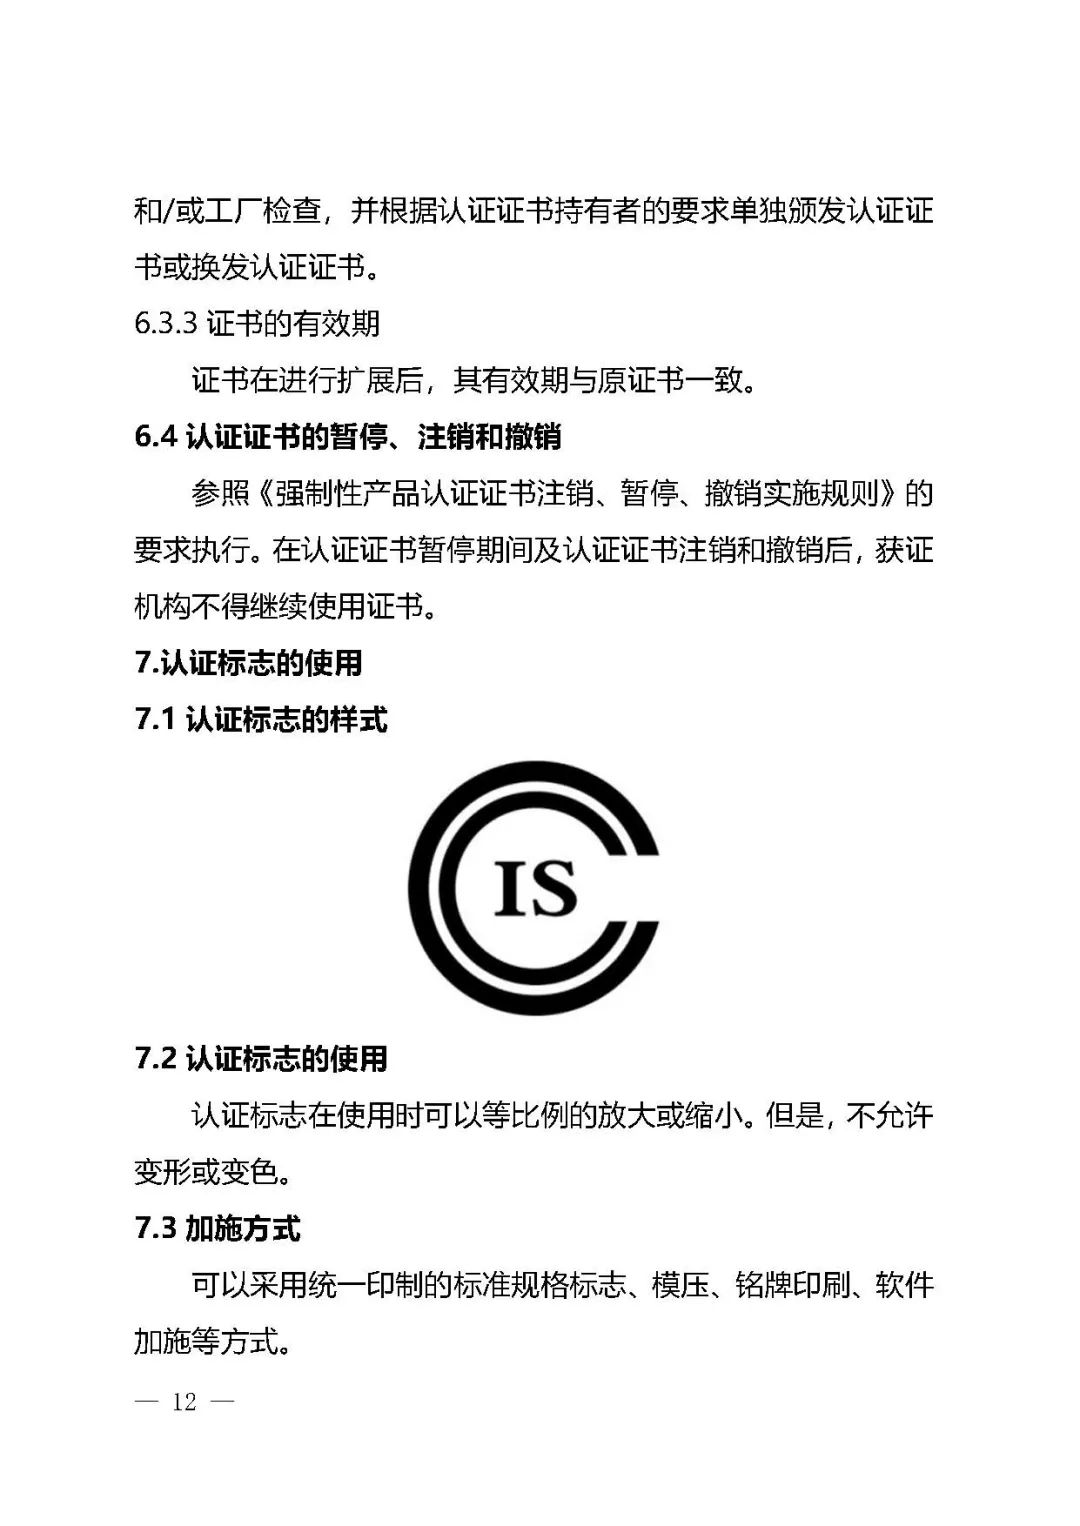 和/或工厂检查，并根据认证证书持有者的要求单独颁发认证证
书或换发认证证书。
6.3.3 证书的有效期
证书在进行扩展后，其有效期与原证书一致。
6.4 认证证书的暂停、注销和撤销
参照《强制性产品认证证书注销、暂停、撤销实施规则》的
要求执行。在认证证书暂停期间及认证证书注销和撤销后，获证
机构不得继续使用证书。
7.认证标志的使用
7.1 认证标志的样式
IS
7.2 认证标志的使用
认证标志在使用时可以等比例的放大或缩小。但是，不允许
变形或变色。
7.3 加施方式
可以采用统一印制的标准规格标志、模压、铭牌印刷、软件
加施等方式。
— 12 —